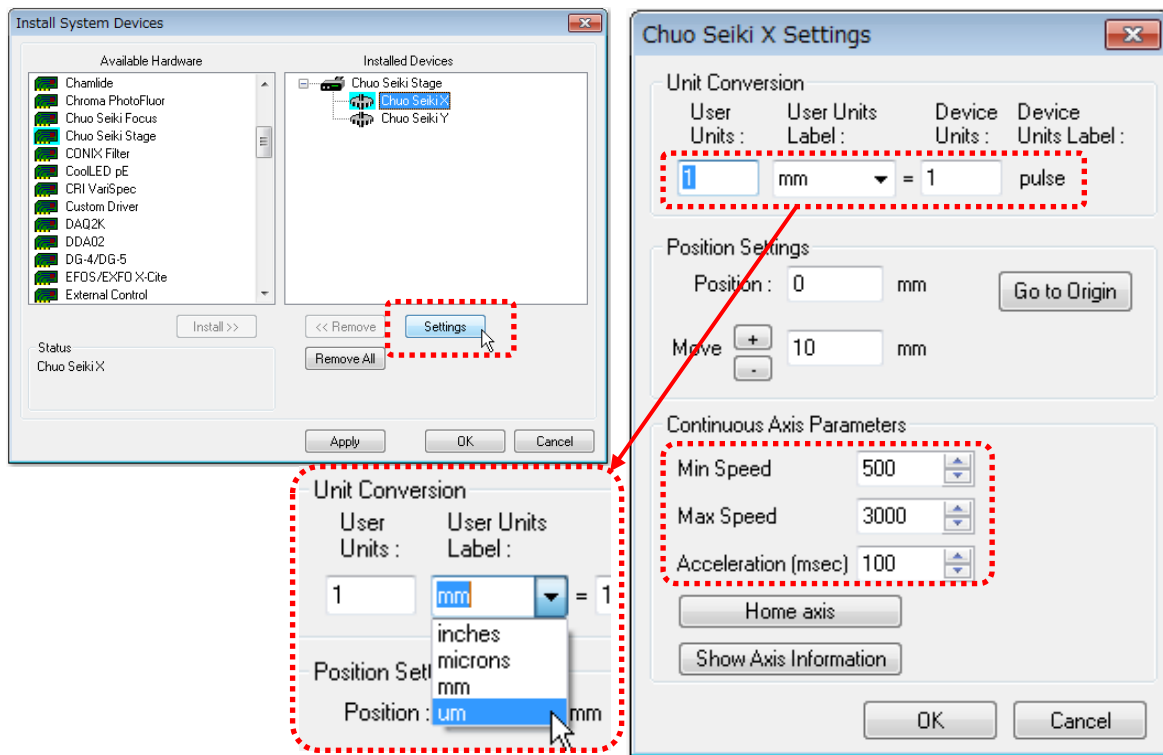 Install System Devices
Available Hardware
Installed Devices
Chamlide
Chroma PhotoFluor
Chuo Seiki Focus
Chuo Seiki Stage
CONIX Filter
CoolLED pE
CRI VariSpec
Custom Driver
DAQ2K
DDA02
DG-4/DG-5
EFOS/EXFO X-Cite
External Control
Chuo Seiki Stage
Chuo Seiki X
Chuo Seiki Y
Install >>
<< Remove
Settings
Remove All
Status
Chuo Seiki X
Apply
OK
Cancel
Unit Conversion
User Units :
User Units Label :
1
mm
= 1
inches
microns
mm
um
Position Sett
Position :
mm
Chuo Seiki X Settings
Unit Conversion
User Units :
User Units Label :
Device Units :
Device Units Label :
1
mm
= 1
pulse
Position Settings
Position : 0 mm
Go to Origin
Move + - 10 mm
Continuous Axis Parameters
Min Speed 500
Max Speed 3000
Acceleration (msec) 100
Home axis
Show Axis Information
OK
Cancel